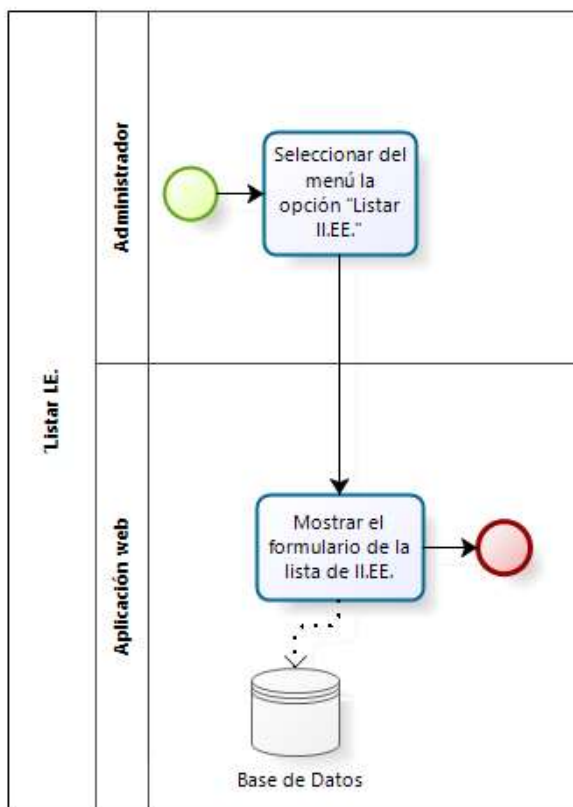 'Listar I.E.
Administrador
Seleccionar del
menú la
opción "Listar
II.EE."
Aplicación web
Mostrar el
formulario de la
lista de II.EE.
Base de Datos